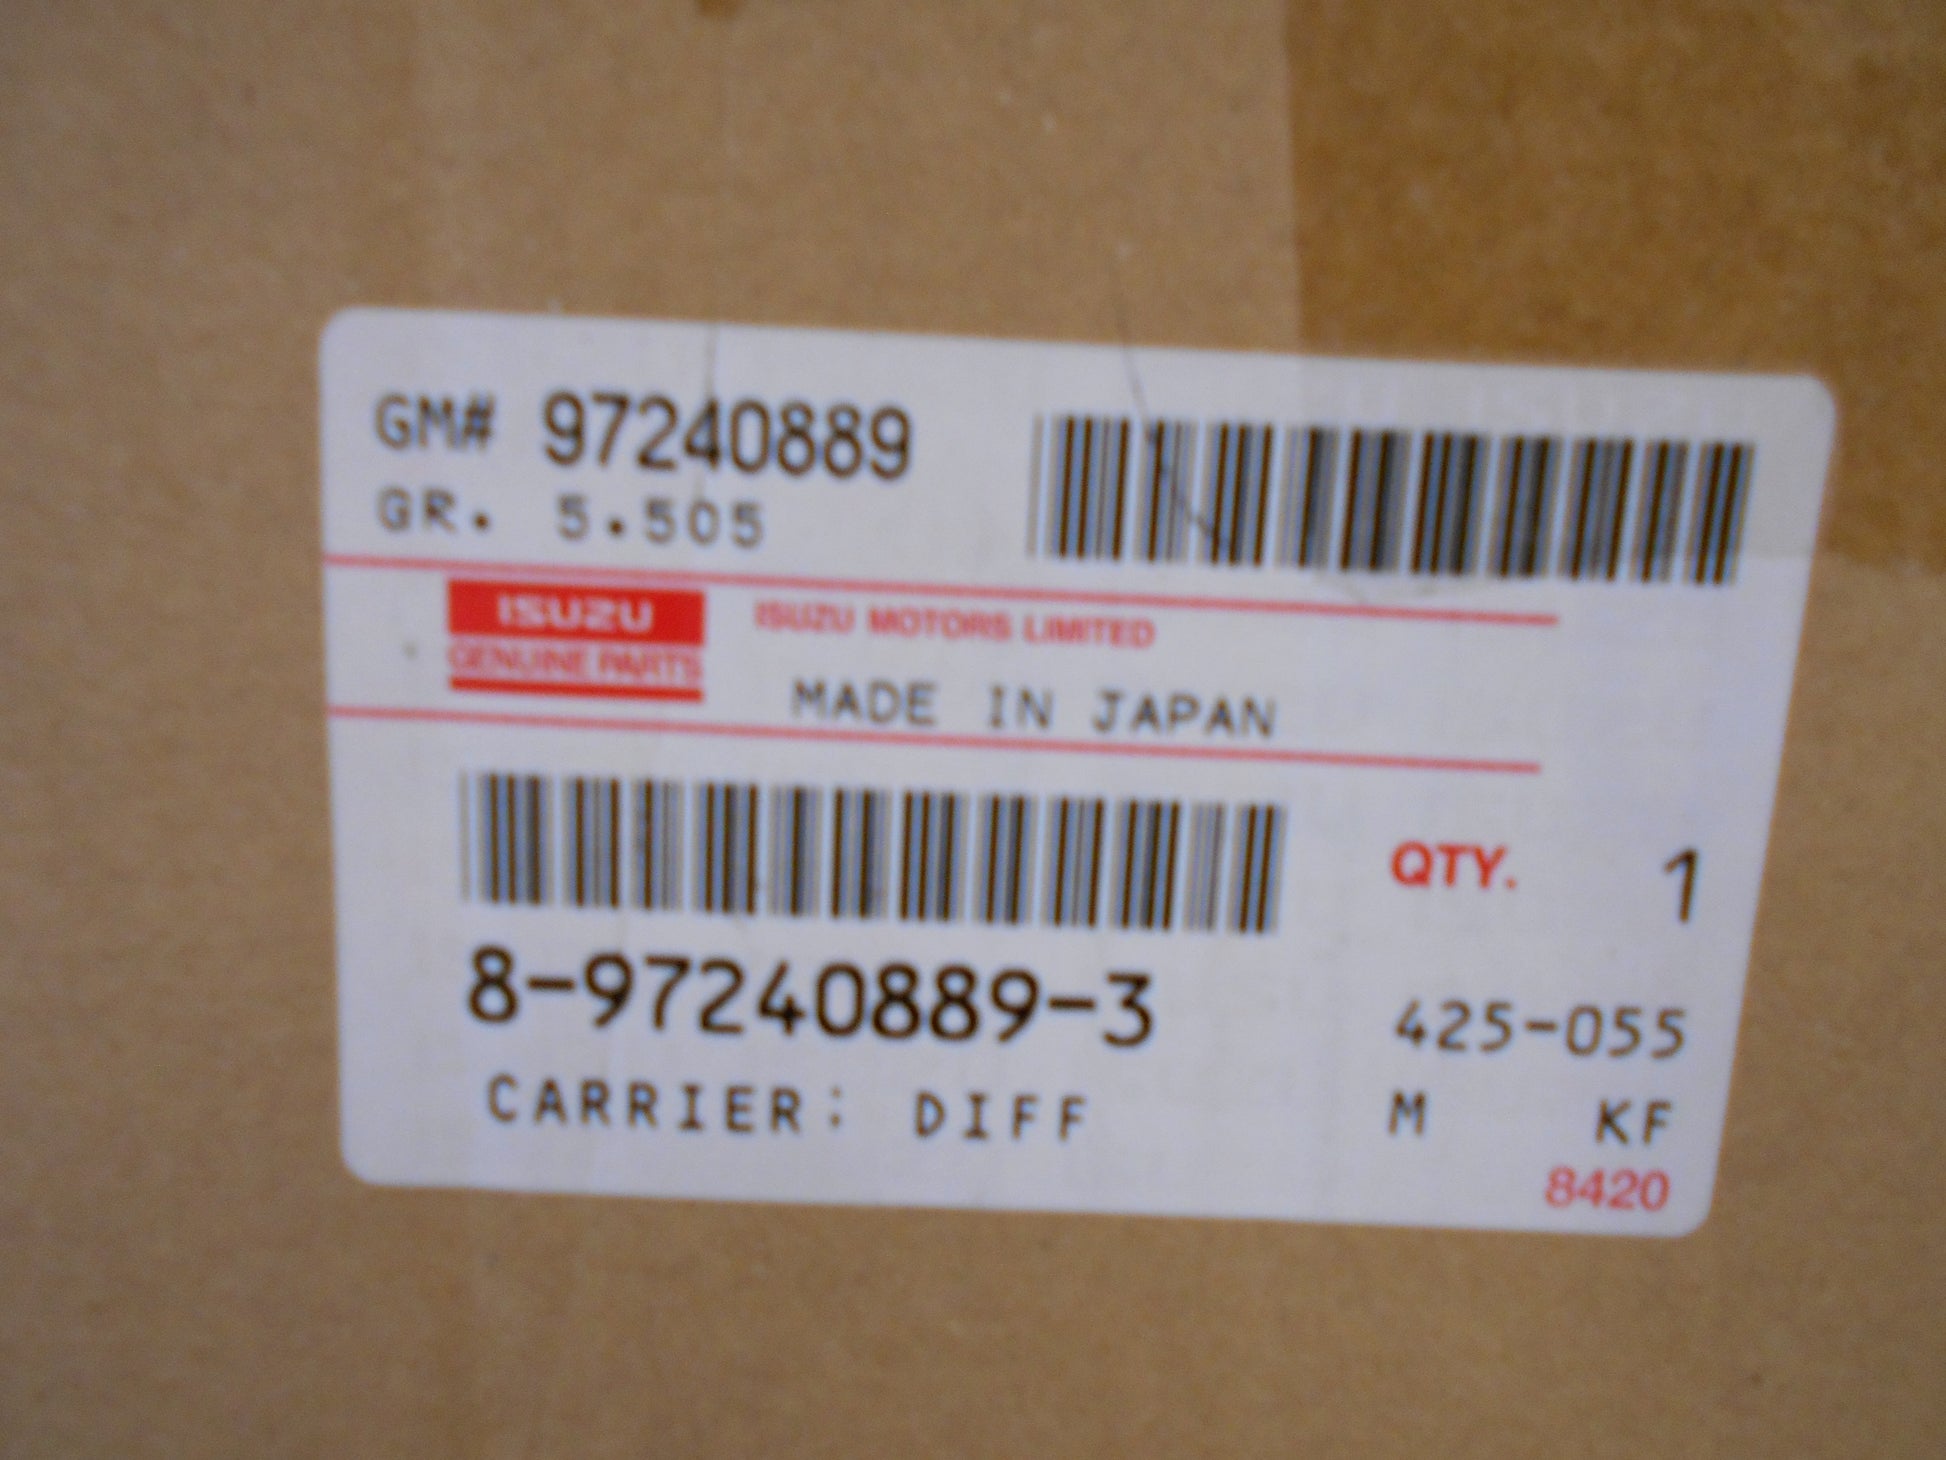 GM# 97240889
GR. 5.505
ISUZU
GENUINE PARTS
ISUZU MOTORS LIMITED
MADE IN JAPAN
QTY. 1
8-97240889-3
425-055
CARRIER: DIFF
M KF
8420